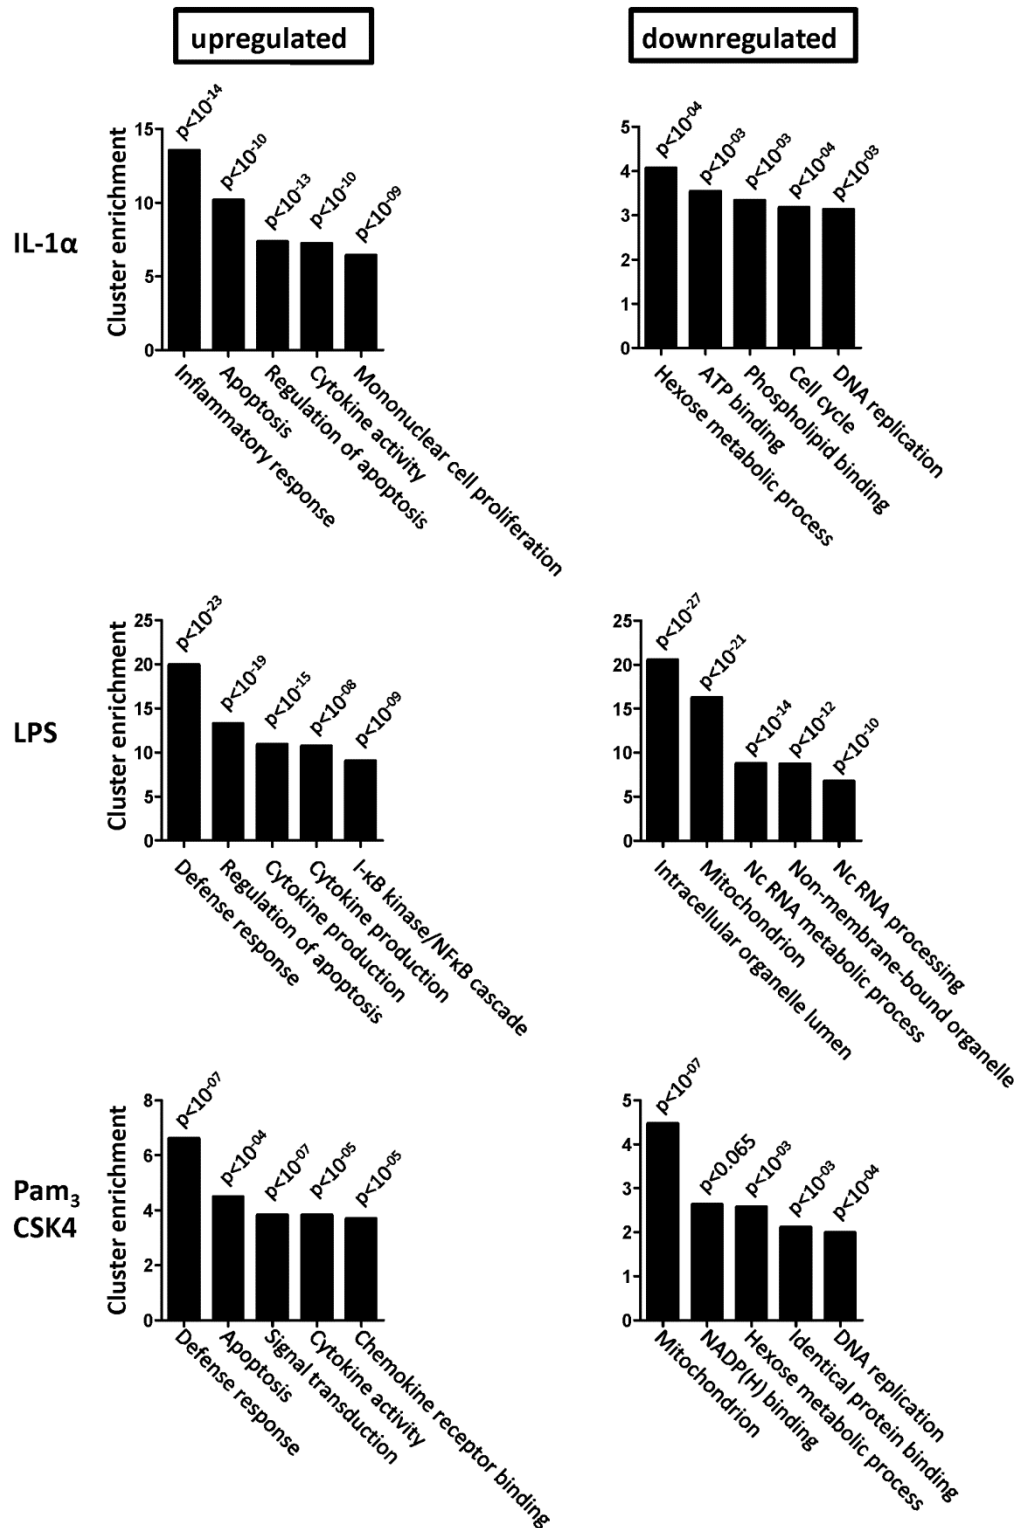 upregulated
downregulated
IL-1α
Cluster enrichment
15
10
5
0
p<10-14
p<10-10
p<10-13
p<10-10
p<10-09
Inflammatory response
Apoptosis
Regulation of apoptosis
Cytokine activity
Mononuclear cell proliferation
5
4
3
2
1
0
p<10-04
p<10-03
p<10-03
p<10-04
p<10-03
Hexose metabolic process
ATP binding
Phospholipid binding
Cell cycle
DNA replication
LPS
Cluster enrichment
25
20
15
10
5
0
p<10-23
p<10-19
p<10-15
p<10-08
p<10-09
Defense response
Regulation of apoptosis
Cytokine production
Cytokine production
I-κB kinase/NFκB cascade
25
20
15
10
5
0
p<10-27
p<10-21
p<10-14
p<10-12
p<10-10
Intracellular organelle lumen
Mitochondrion
Nc RNA metabolic process
Non-membrane-bound organelle
Nc RNA processing
Pam3
CSK4
Cluster enrichment
8
6
4
2
0
p<10-07
p<10-04
p<10-07
p<10-05
p<10-05
Defense response
Apoptosis
Signal transduction
Cytokine activity
Chemokine receptor binding
5
4
3
2
1
0
p<10-07
p<0.065
p<10-03
p<10-03
p<10-04
Mitochondrion
NADP(H) binding
Hexose metabolic process
Identical protein binding
DNA replication